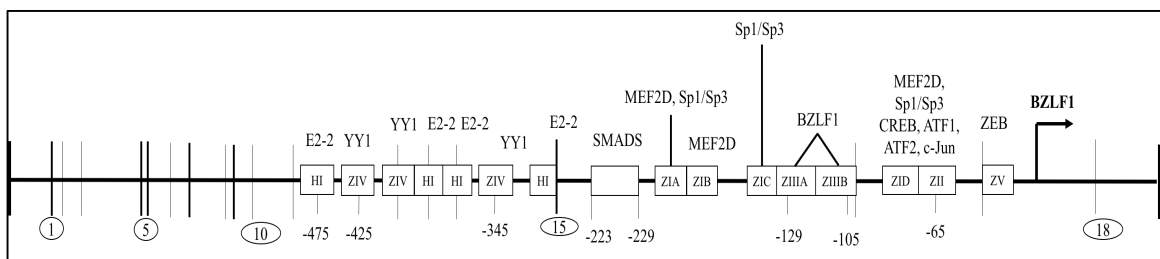 Sp1/Sp3
MEF2D,
Sp1/Sp3
CREB, ATF1,
ATF2, c-Jun
MEF2D, Sp1/Sp3
BZLF1
BZLF1
E2-2
YY1
YY1
E2-2 E2-2
YY1
E2-2
SMADS
MEF2D
ZEB
HI
ZIV
ZIV
HI
HI
ZIV
HI
ZIA
ZIB
ZIC
ZIIIA
ZIIIB
ZID
ZII
ZV
1
5
10
-475
-425
-345
15
-223
-229
-129
-105
-65
18